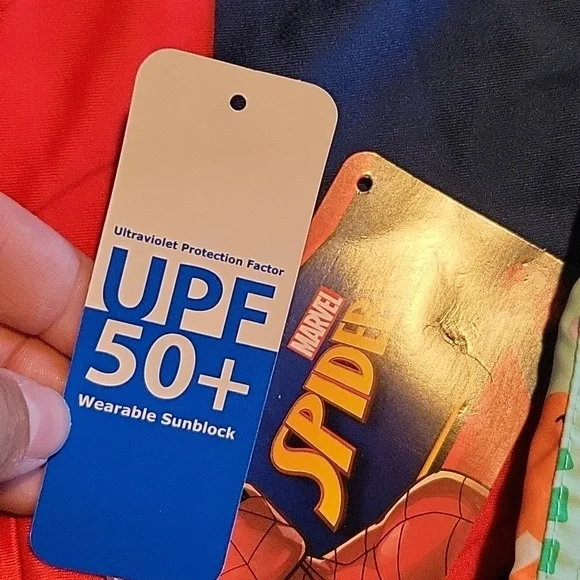 Ultraviolet Protection Factor
UPF
50+
Wearable Sunblock
MARVEL
SPIDE